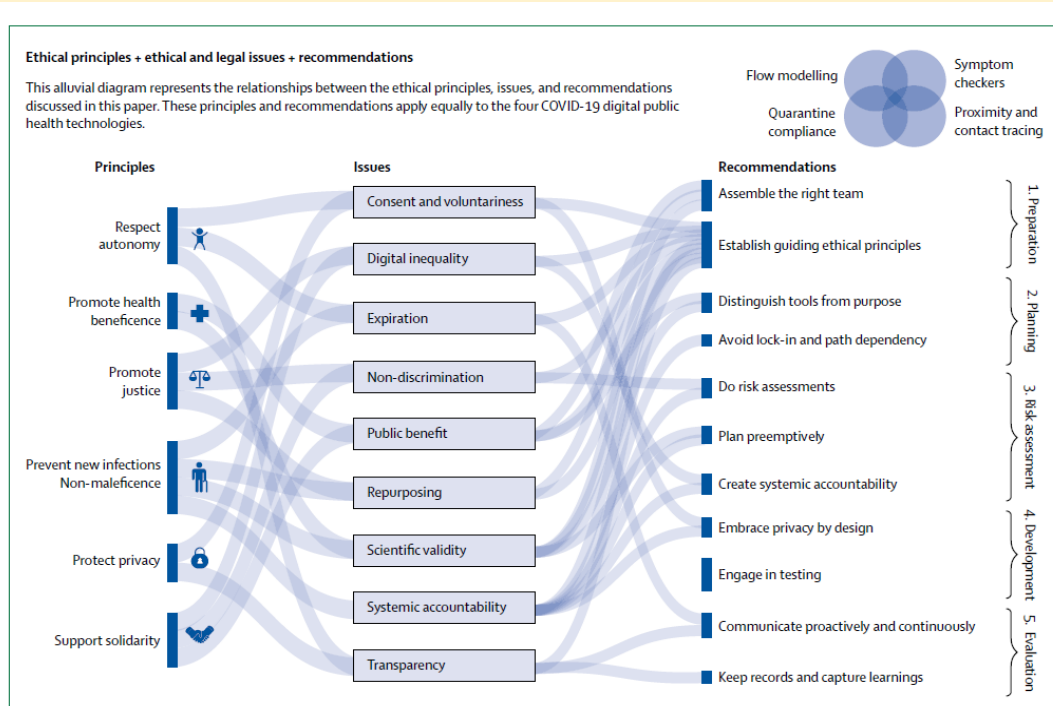 Ethical principles + ethical and legal issues + recommendations
This alluvial diagram represents the relationships between the ethical principles, issues, and recommendations
discussed in this paper. These principles and recommendations apply equally to the four COVID-19 digital public
health technologies.
Flow modelling
Symptom
checkers
Quarantine
compliance
Proximity and
contact tracing
Principles
Respect
autonomy
Promote health
beneficence
Promote
justice
Prevent new infections
Non-maleficence
Protect privacy
Support solidarity
Issues
Consent and voluntariness
Digital inequality
Expiration
Non-discrimination
Public benefit
Repurposing
Scientific validity
Systemic accountability
Transparency
Recommendations
Assemble the right team
Establish guiding ethical principles
Distinguish tools from purpose
Avoid lock-in and path dependency
Do risk assessments
Plan preemptively
Create systemic accountability
Embrace privacy by design
Engage in testing
Communicate proactively and continuously
Keep records and capture learnings
1. Preparation
2. Planning
3. Risk assessment
4. Development
5. Evaluation